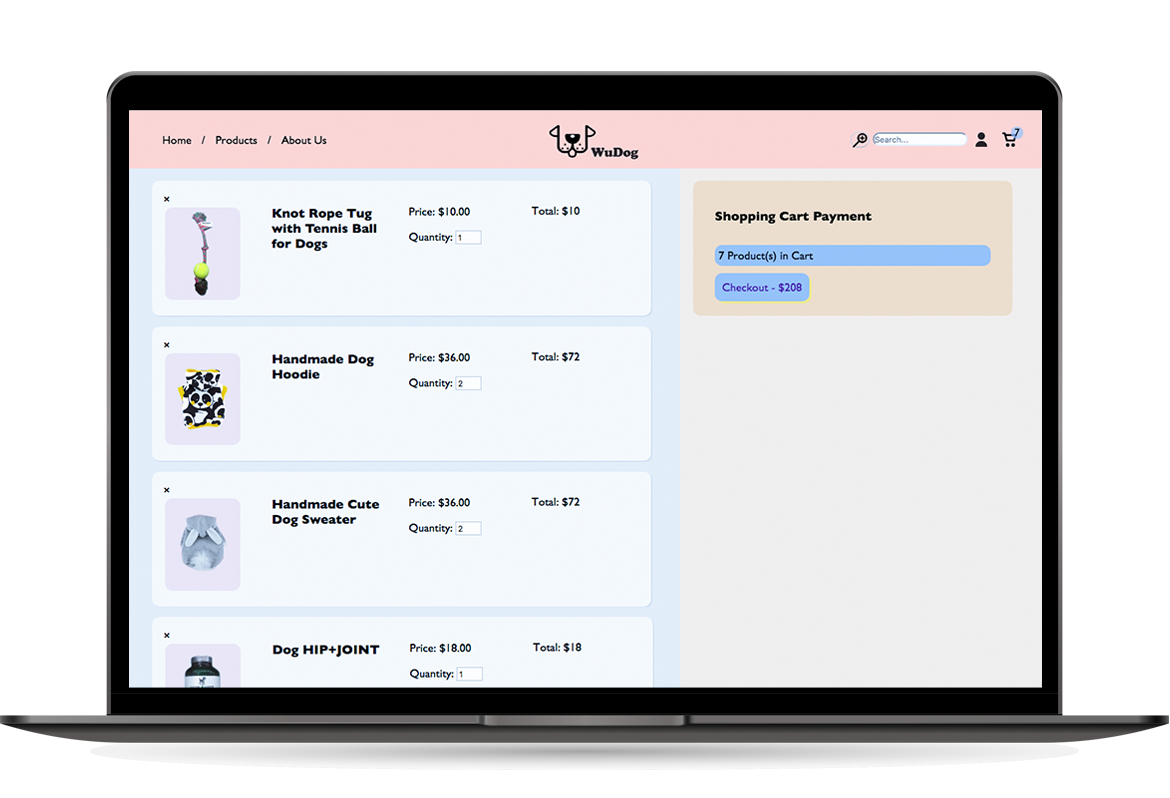 Home / Products / About Us
WuDog
Search...
7
×
Knot Rope Tug
with Tennis Ball
for Dogs
Price: $10.00
Quantity: 1
Total: $10
×
Handmade Dog
Hoodie
Price: $36.00
Quantity: 2
Total: $72
×
Handmade Cute
Dog Sweater
Price: $36.00
Quantity: 2
Total: $72
×
Dog HIP+JOINT
Price: $18.00
Quantity: 1
Total: $18
Shopping Cart Payment
7 Product(s) in Cart
Checkout - $208